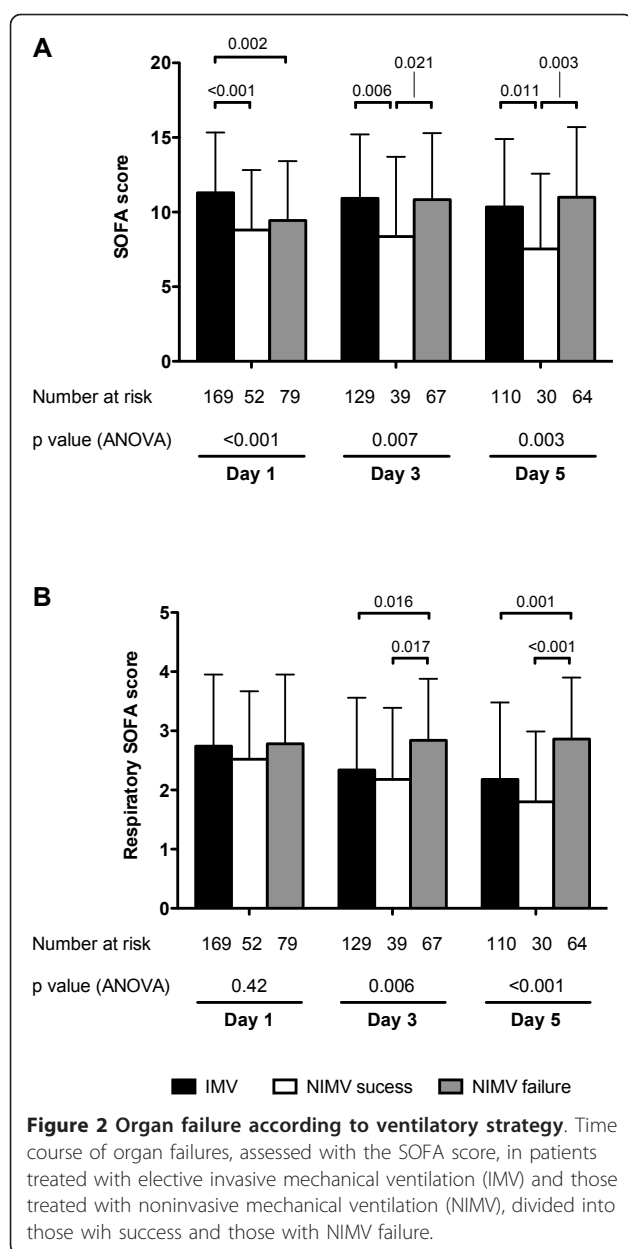 A
0.002
<0.001
0.006
0.021
0.011
0.003
20
15
10
5
0
SOFA score
Number at risk 169 52 79 129 39 67 110 30 64
p value (ANOVA) <0.001 0.007 0.003
Day 1 Day 3 Day 5
B
0.016
0.017
0.001
<0.001
5
4
3
2
1
0
Respiratory SOFA score
Number at risk 169 52 79 129 39 67 110 30 64
p value (ANOVA) 0.42 0.006 <0.001
Day 1 Day 3 Day 5
IMV NIMV sucess NIMV failure
Figure 2 Organ failure according to ventilatory strategy. Time
course of organ failures, assessed with the SOFA score, in patients
treated with elective invasive mechanical ventilation (IMV) and those
treated with noninvasive mechanical ventilation (NIMV), divided into
those wih success and those with NIMV failure.